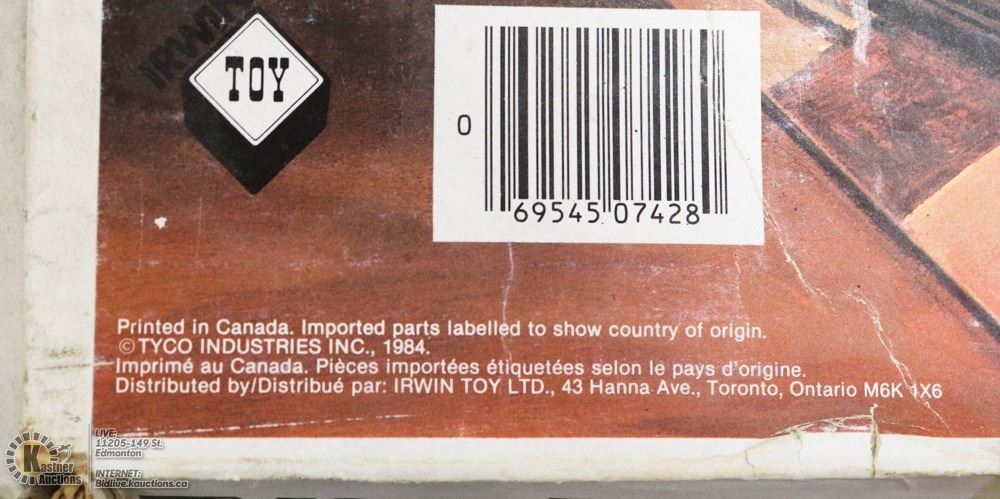 IRWIN
TOY
0
69545 07428
Printed in Canada. Imported parts labelled to show country of origin.
© TYCO INDUSTRIES INC., 1984.
Imprimé au Canada. Pièces importées étiquetées selon le pays d'origine.
Distributed by/Distribué par: IRWIN TOY LTD., 43 Hanna Ave., Toronto, Ontario M6K 1X6
LIVE:
11205-149 St.
Edmonton
INTERNET:
Bidlive.kauctions.ca
Kastner
Auctions